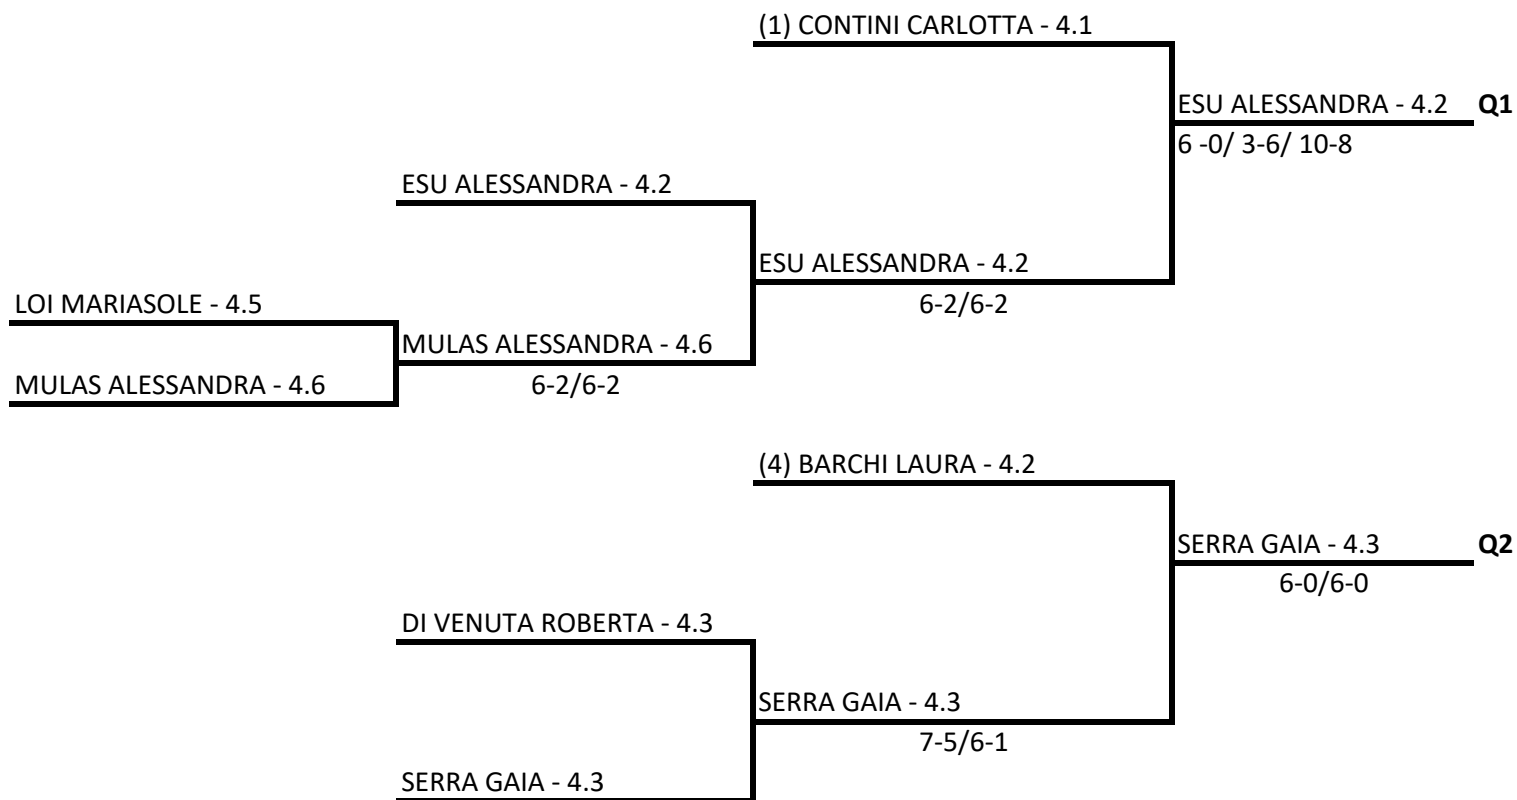 (1) CONTINI CARLOTTA - 4.1
ESU ALESSANDRA - 4.2 Q1
6 -0/ 3-6/ 10-8
ESU ALESSANDRA - 4.2
ESU ALESSANDRA - 4.2
6-2/6-2
LOI MARIASOLE - 4.5
MULAS ALESSANDRA - 4.6
6-2/6-2
MULAS ALESSANDRA - 4.6
(4) BARCHI LAURA - 4.2
SERRA GAIA - 4.3 Q2
6-0/6-0
DI VENUTA ROBERTA - 4.3
SERRA GAIA - 4.3
7-5/6-1
SERRA GAIA - 4.3